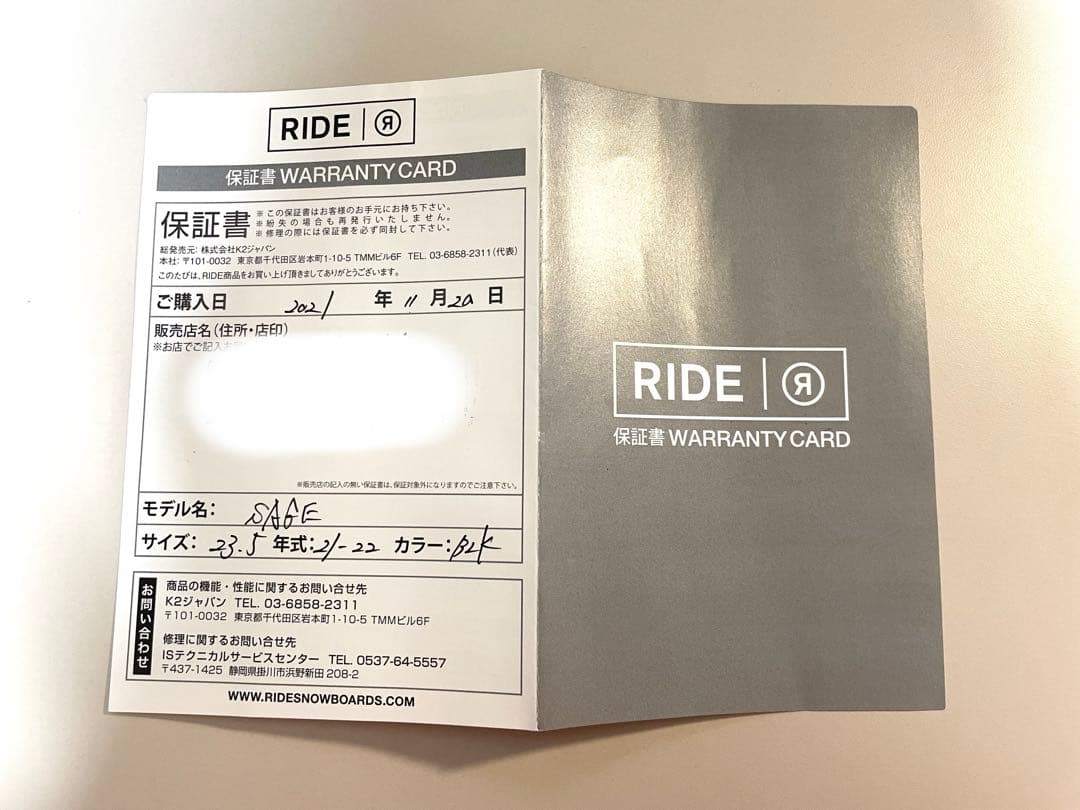 RIDE R
保証書 WARRANTY CARD
保証書
※この保証書はお客様のお手元にお持ち下さい。
※紛失の場合も再発行いたしません。
※修理の際には保証書を必ず同封して下さい。
総発売元: 株式会社K2ジャパン
本社: 〒101-0032 東京都千代田区岩本町1-10-5 TMMビル6F TEL. 03-6858-2311(代表)
このたびは、RIDE商品をお買い上げ頂きましてありがとうございます。
ご購入日 2021 年 11 月 20 日
販売店名(住所・店印)
※お店でご記入
※販売店の記入の無い保証書は、保証対象外になりますのでご注意下さい。
モデル名: SAGE
サイズ: 23.5 年式: 21-22 カラー: BLK
お問い合わせ
商品の機能・性能に関するお問い合せ先
K2ジャパン TEL. 03-6858-2311
〒101-0032 東京都千代田区岩本町1-10-5 TMMビル6F
修理に関するお問い合せ先
ISテクニカルサービスセンター TEL. 0537-64-5557
〒437-1425 静岡県掛川市浜野新田 208-2
WWW.RIDESNOWBOARDS.COM
RIDE R
保証書 WARRANTY CARD